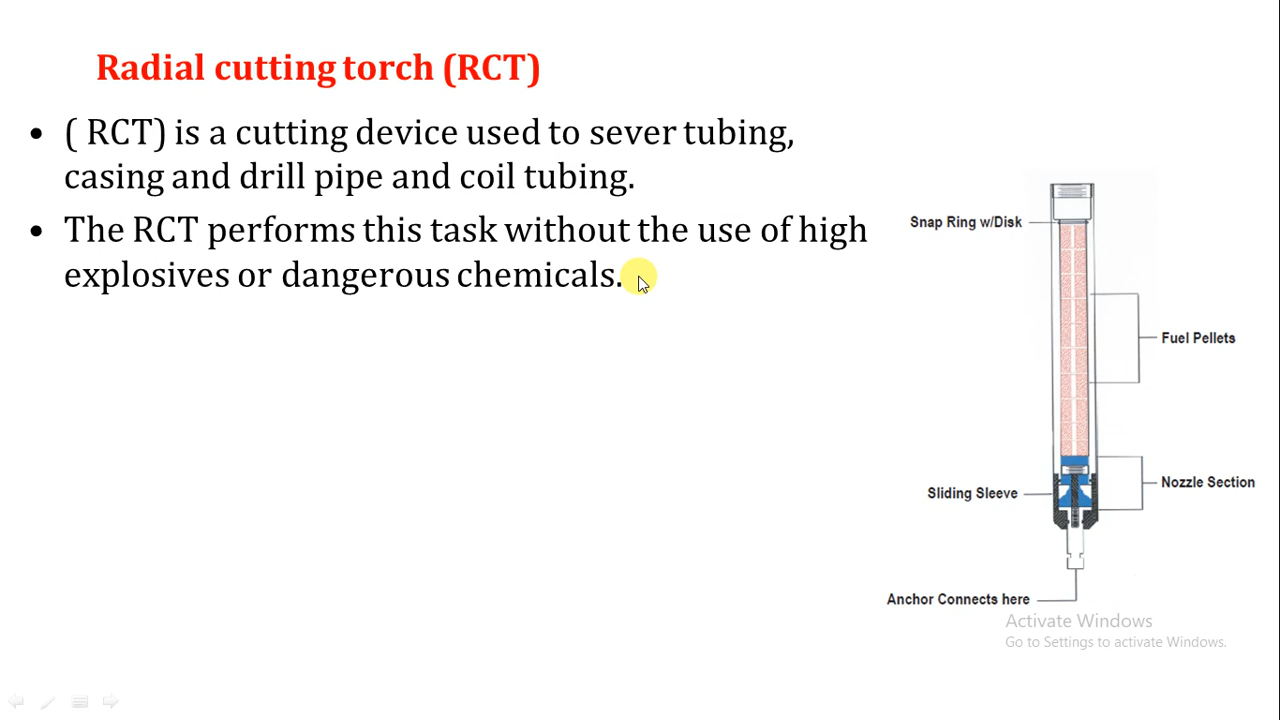 Radial cutting torch (RCT)
• ( RCT) is a cutting device used to sever tubing,
casing and drill pipe and coil tubing.
• The RCT performs this task without the use of high
explosives or dangerous chemicals.
Snap Ring w/Disk
Fuel Pellets
Nozzle Section
Sliding Sleeve
Anchor Connects here
Activate Windows
Go to Settings to activate Windows.